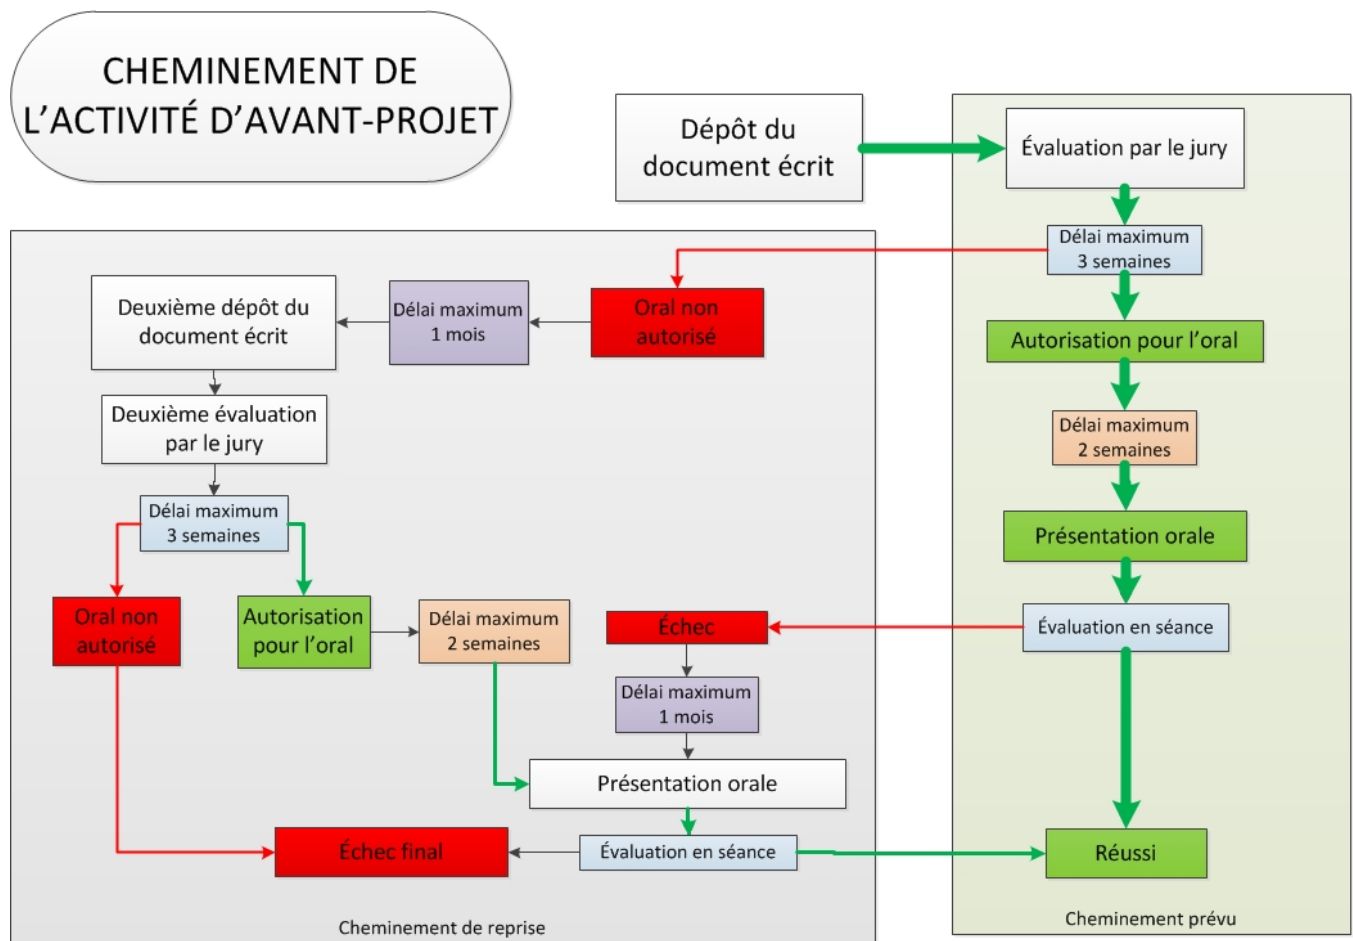 CHEMINEMENT DE
L'ACTIVITÉ D'AVANT-PROJET
Dépôt du
document écrit
Évaluation par le jury
Délai maximum
3 semaines
Autorisation pour l'oral
Délai maximum
2 semaines
Présentation orale
Évaluation en séance
Réussi
Cheminement prévu
Oral non
autorisé
Délai maximum
1 mois
Deuxième dépôt du
document écrit
Deuxième évaluation
par le jury
Délai maximum
3 semaines
Oral non
autorisé
Autorisation
pour l'oral
Délai maximum
2 semaines
Échec
Délai maximum
1 mois
Présentation orale
Évaluation en séance
Échec final
Cheminement de reprise